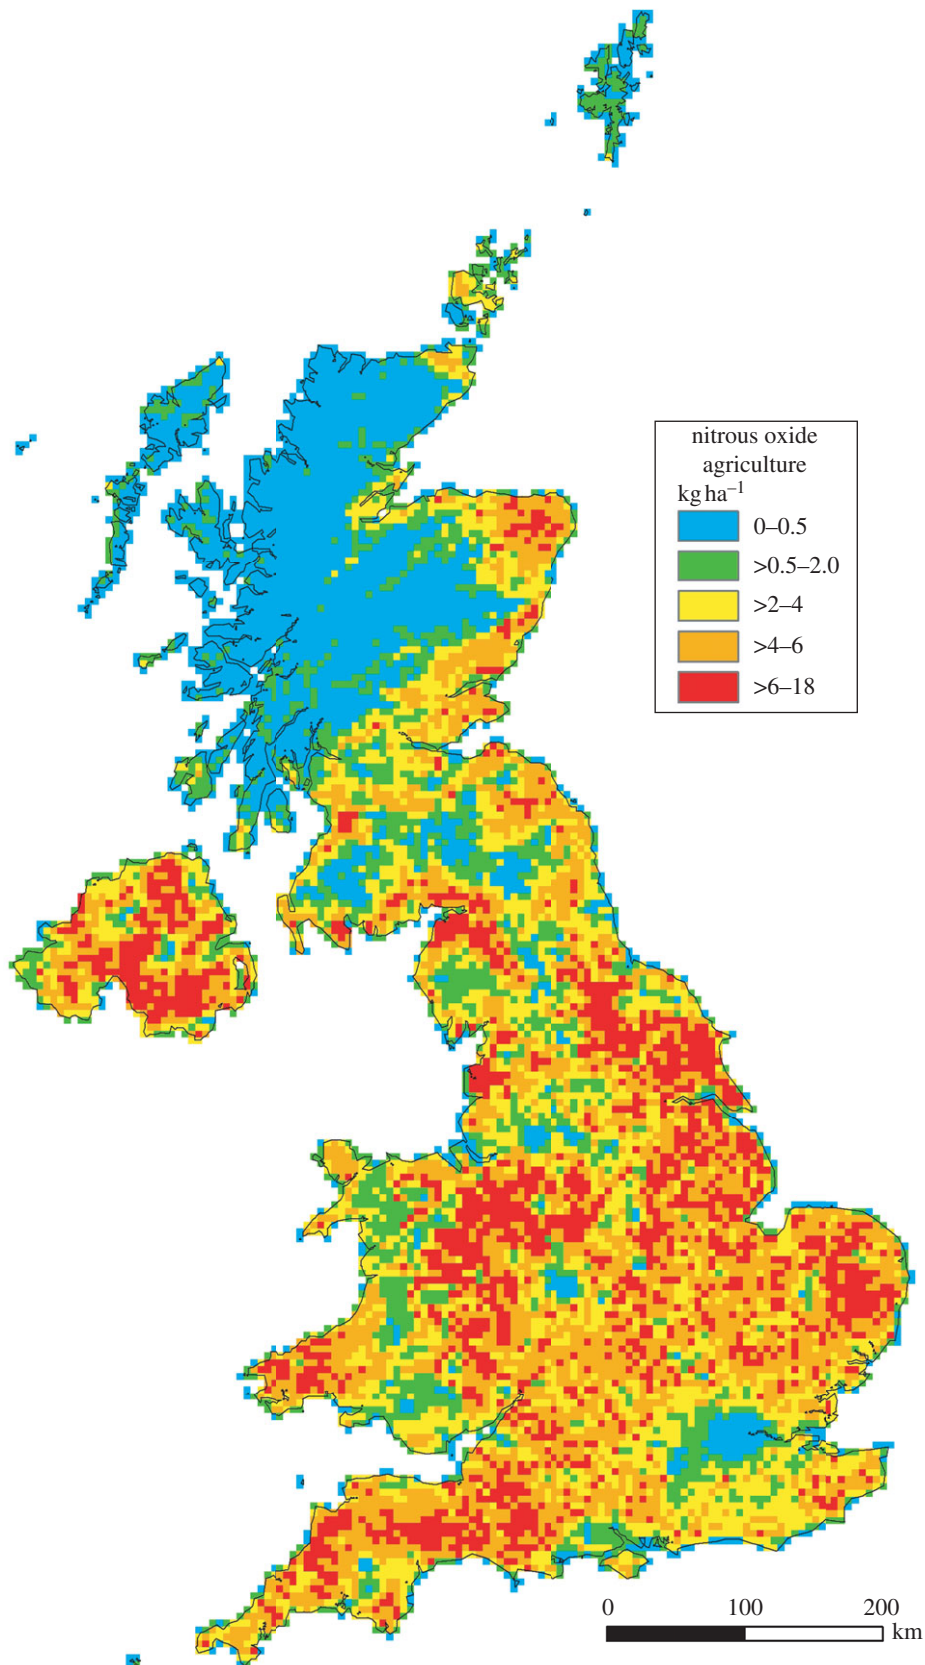 nitrous oxide
agriculture
kg ha⁻¹
0–0.5
>0.5–2.0
>2–4
>4–6
>6–18
0 100 200
km